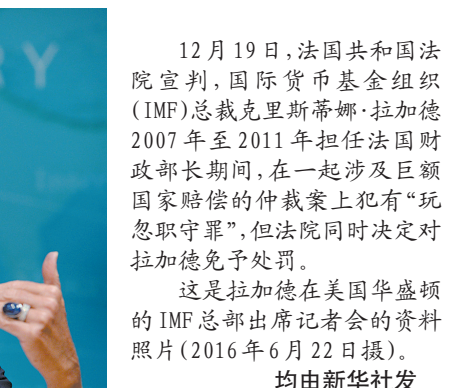 RY
12月19日,法国共和国法
院宣判,国际货币基金组织
(IMF)总裁克里斯蒂娜·拉加德
2007年至2011年担任法国财
政部长期间,在一起涉及巨额
国家赔偿的仲裁案上犯有“玩
忽职守罪”,但法院同时决定对
拉加德免予处罚。
这是拉加德在美国华盛顿
的IMF总部出席记者会的资料
照片(2016年6月22日摄)。
均由新华社发